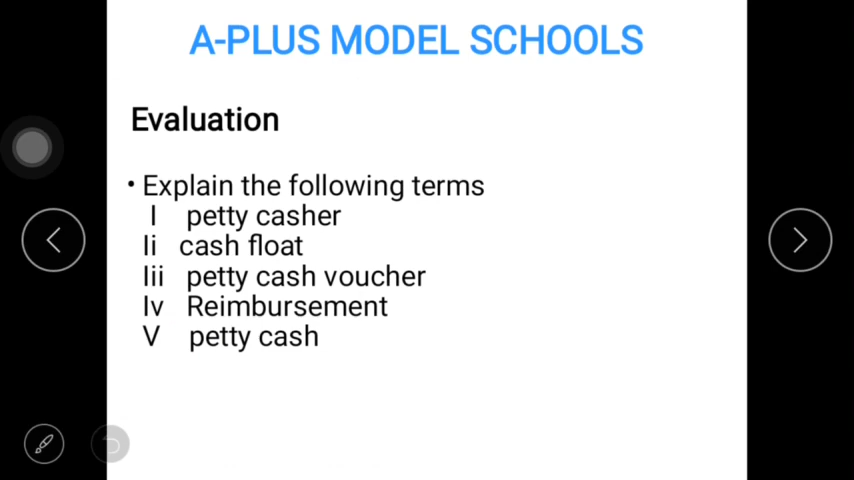 A-PLUS MODEL SCHOOLS
Evaluation
• Explain the following terms
I petty casher
Ii cash float
Iii petty cash voucher
Iv Reimbursement
V petty cash